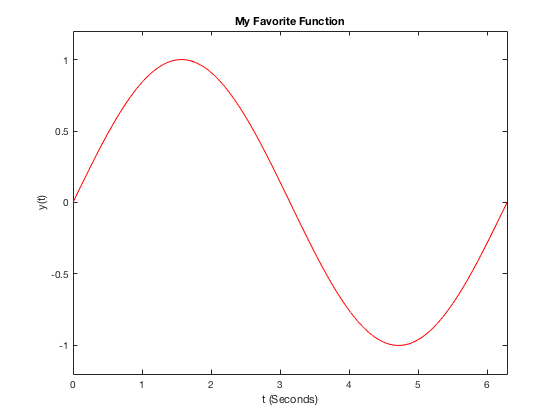 My Favorite Function
1
0.5
0
-0.5
-1
y(t)
0 1 2 3 4 5 6
t (Seconds)